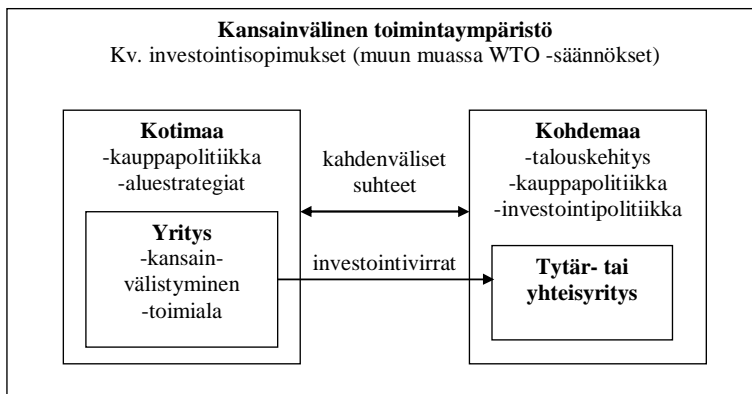 Kansainvälinen toimintaympäristö
Kv. investointisopimukset (muun muassa WTO -säännökset)
Kotimaa
-kauppapolitiikka
-aluestrategiat
Yritys
-kansain-
välistyminen
-toimiala
kahdenväliset
suhteet
investointivirrat
Kohdemaa
-talouskehitys
-kauppapolitiikka
-investointipolitiikka
Tytär- tai
yhteisyritys